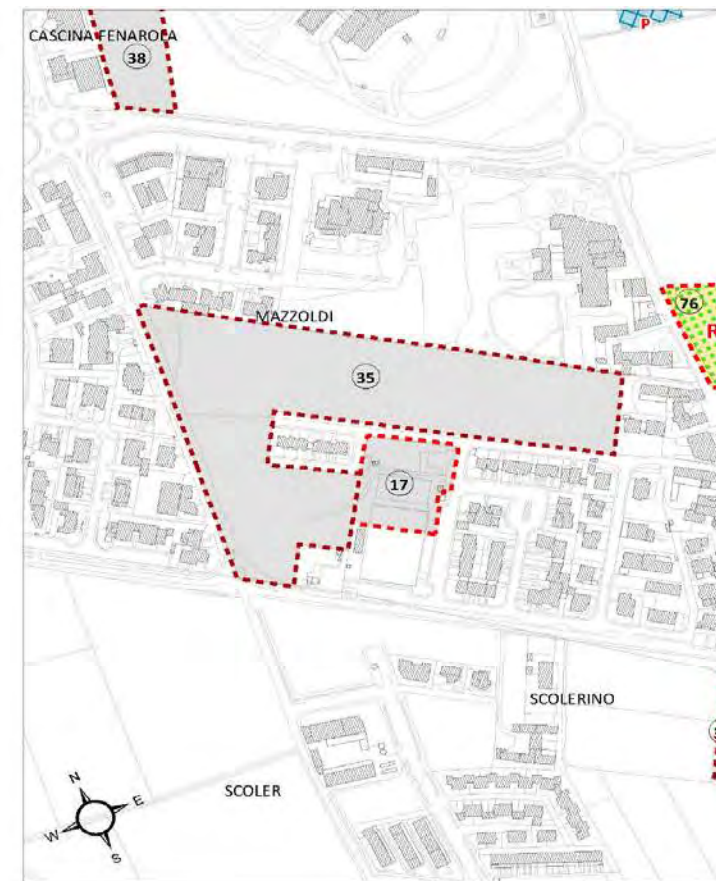 P
CASCINA FENAROLA
38
76
R
MAZZOLDI
35
17
SCOLERINO
SCOLER
N
E
W
S